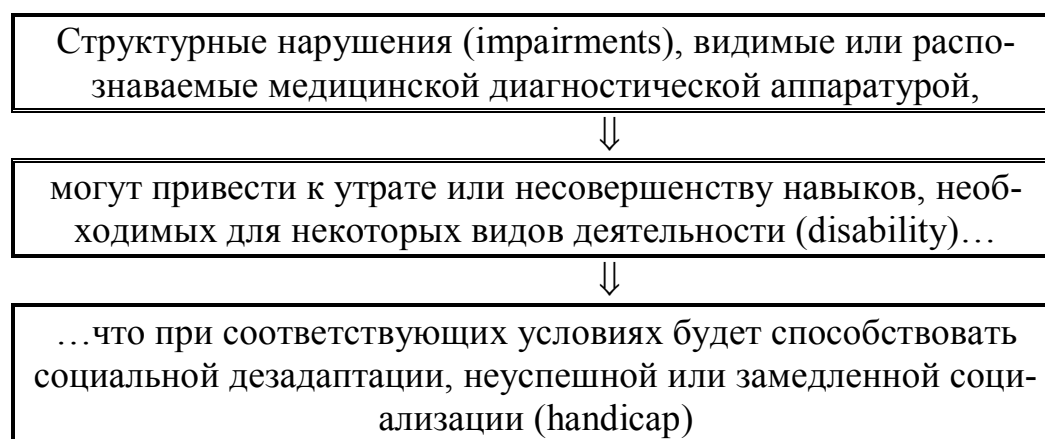 Структурные нарушения (impairments), видимые или распо-
знаваемые медицинской диагностической аппаратурой,
⇓
могут привести к утрате или несовершенству навыков, необ-
ходимых для некоторых видов деятельности (disability)…
⇓
…что при соответствующих условиях будет способствовать
социальной дезадаптации, неуспешной или замедленной соци-
ализации (handicap)